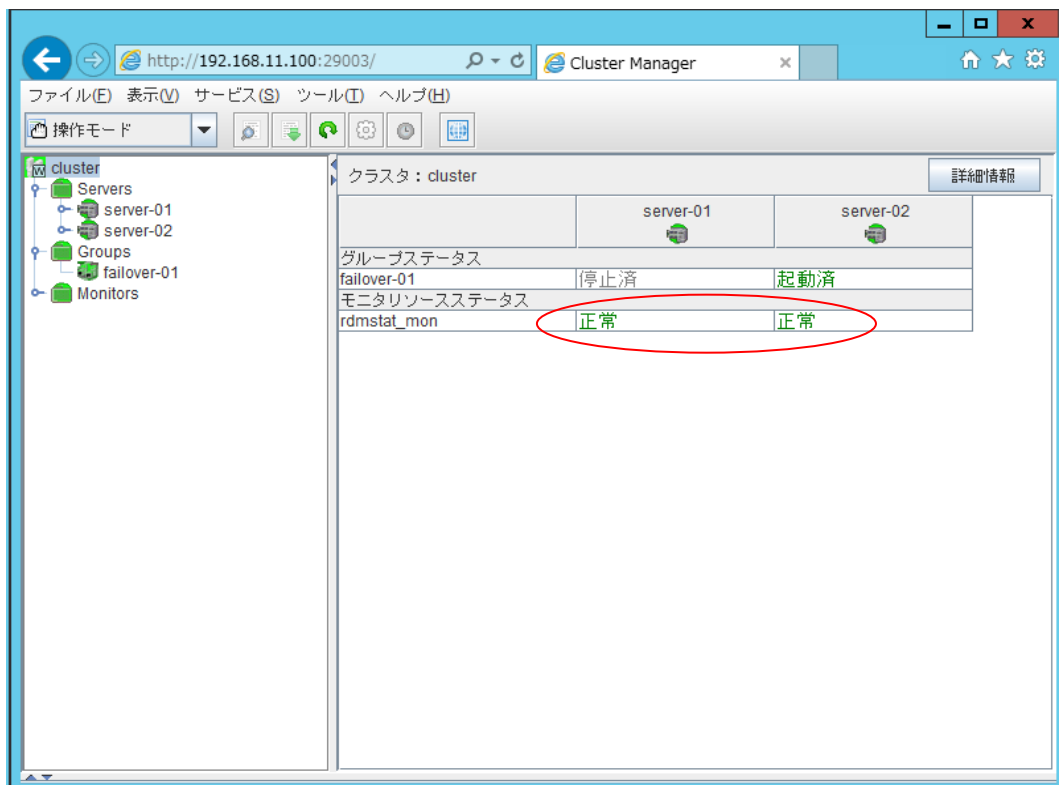 http://192.168.11.100:29003/
Cluster Manager
ファイル(F) 表示(V) サービス(S) ツール(T) ヘルプ(H)
操作モード
cluster
Servers
server-01
server-02
Groups
failover-01
Monitors
クラスタ：cluster
詳細情報
server-01 server-02
グループステータス
failover-01 停止済 起動済
モニタリソースステータス
rdmstat_mon 正常 正常